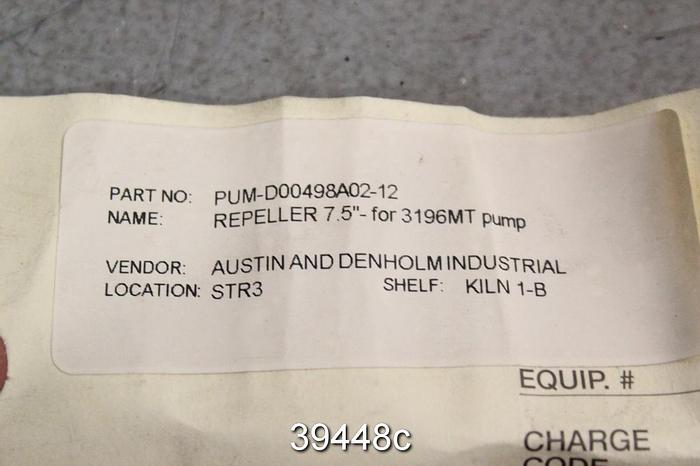 PART NO: PUM-D00498A02-12
NAME: REPELLER 7.5"- for 3196MT pump
VENDOR: AUSTIN AND DENHOLM INDUSTRIAL
LOCATION: STR3 SHELF: KILN 1-B
EQUIP. #
CHARGE
CODE
39448c